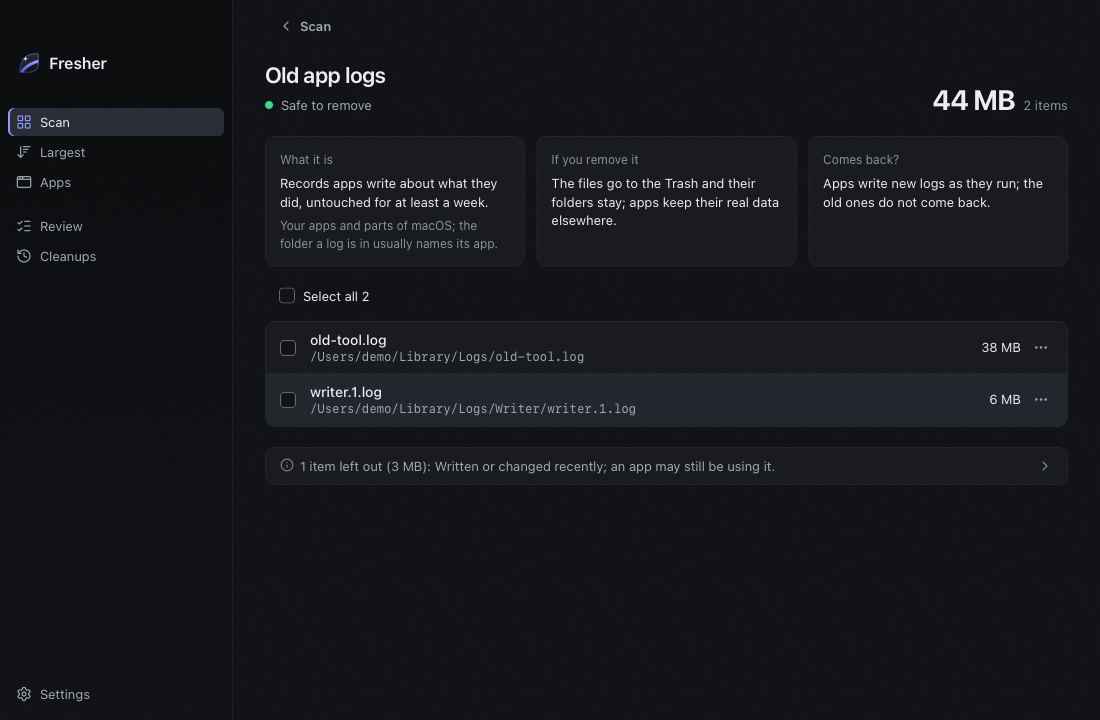 Fresher
Scan
Largest
Apps
Review
Cleanups
Settings
Scan
Old app logs
Safe to remove
44 MB 2 items
What it is
Records apps write about what they
did, untouched for at least a week.
Your apps and parts of macOS; the
folder a log is in usually names its app.
If you remove it
The files go to the Trash and their
folders stay; apps keep their real data
elsewhere.
Comes back?
Apps write new logs as they run; the
old ones do not come back.
Select all 2
old-tool.log
/Users/demo/Library/Logs/old-tool.log
38 MB
writer.1.log
/Users/demo/Library/Logs/Writer/writer.1.log
6 MB
1 item left out (3 MB): Written or changed recently; an app may still be using it.